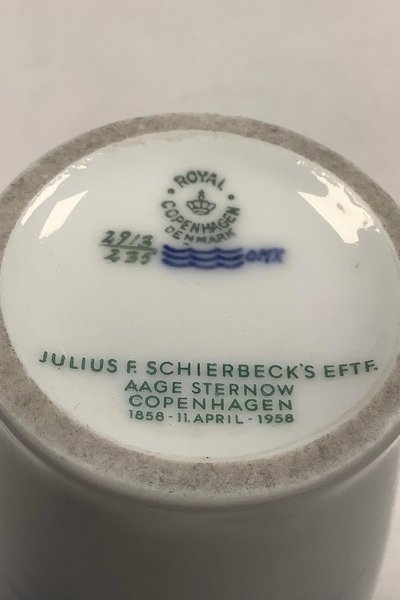 ROYAL
COPENHAGEN
DENMARK
2913
235
JULIUS F. SCHIERBECK'S EFTF.
AAGE STERNOW
COPENHAGEN
1858 - 11. APRIL - 1958